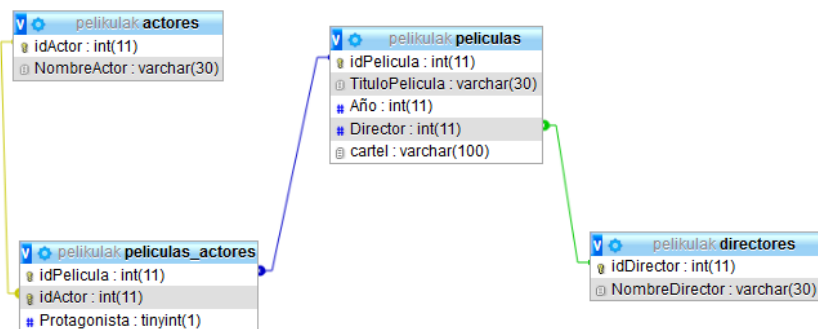 pelikulak actores
idActor : int(11)
NombreActor : varchar(30)
pelikulak peliculas
idPelicula : int(11)
TituloPelicula : varchar(30)
# Año : int(11)
# Director : int(11)
cartel : varchar(100)
pelikulak peliculas_actores
idPelicula : int(11)
idActor : int(11)
# Protagonista : tinyint(1)
pelikulak directores
idDirector : int(11)
NombreDirector : varchar(30)